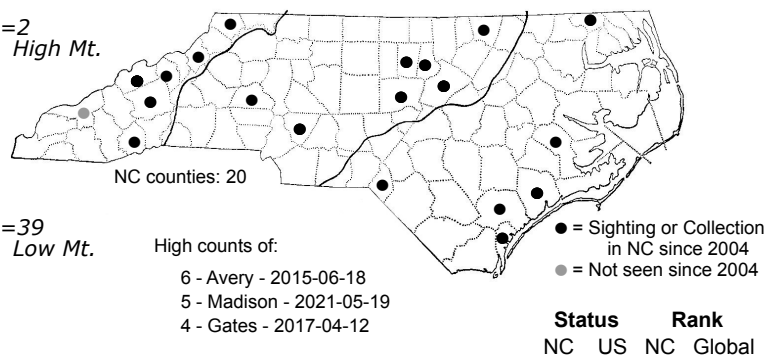 =2
High Mt.
NC counties: 20
=39
Low Mt.
High counts of:
6 - Avery - 2015-06-18
5 - Madison - 2021-05-19
4 - Gates - 2017-04-12
● = Sighting or Collection
in NC since 2004
● = Not seen since 2004
Status Rank
NC US NC Global